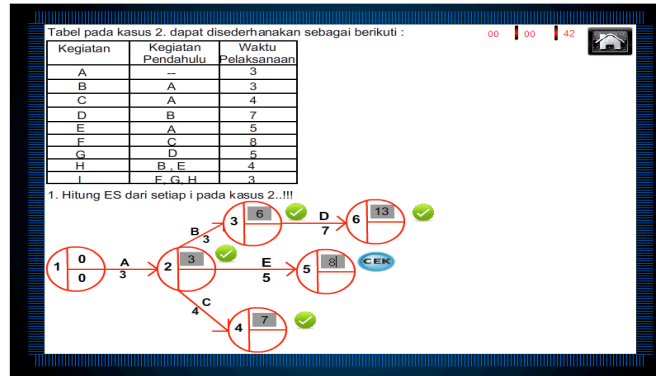 Tabel pada kasus 2. dapat disederhanakan sebagai berikuti :
00 00 42
Kegiatan Kegiatan Pendahulu Waktu Pelaksanaan
A -- 3
B A 3
C A 4
D B 7
E A 5
F C 8
G D 5
H B , E 4
I F, G, H 3
1. Hitung ES dari setiap i pada kasus 2..!!!
3 6
D 7
6 13
B 3
1 0 0
A 3
2 3
E 5
5 8
CEK
C 4
4 7